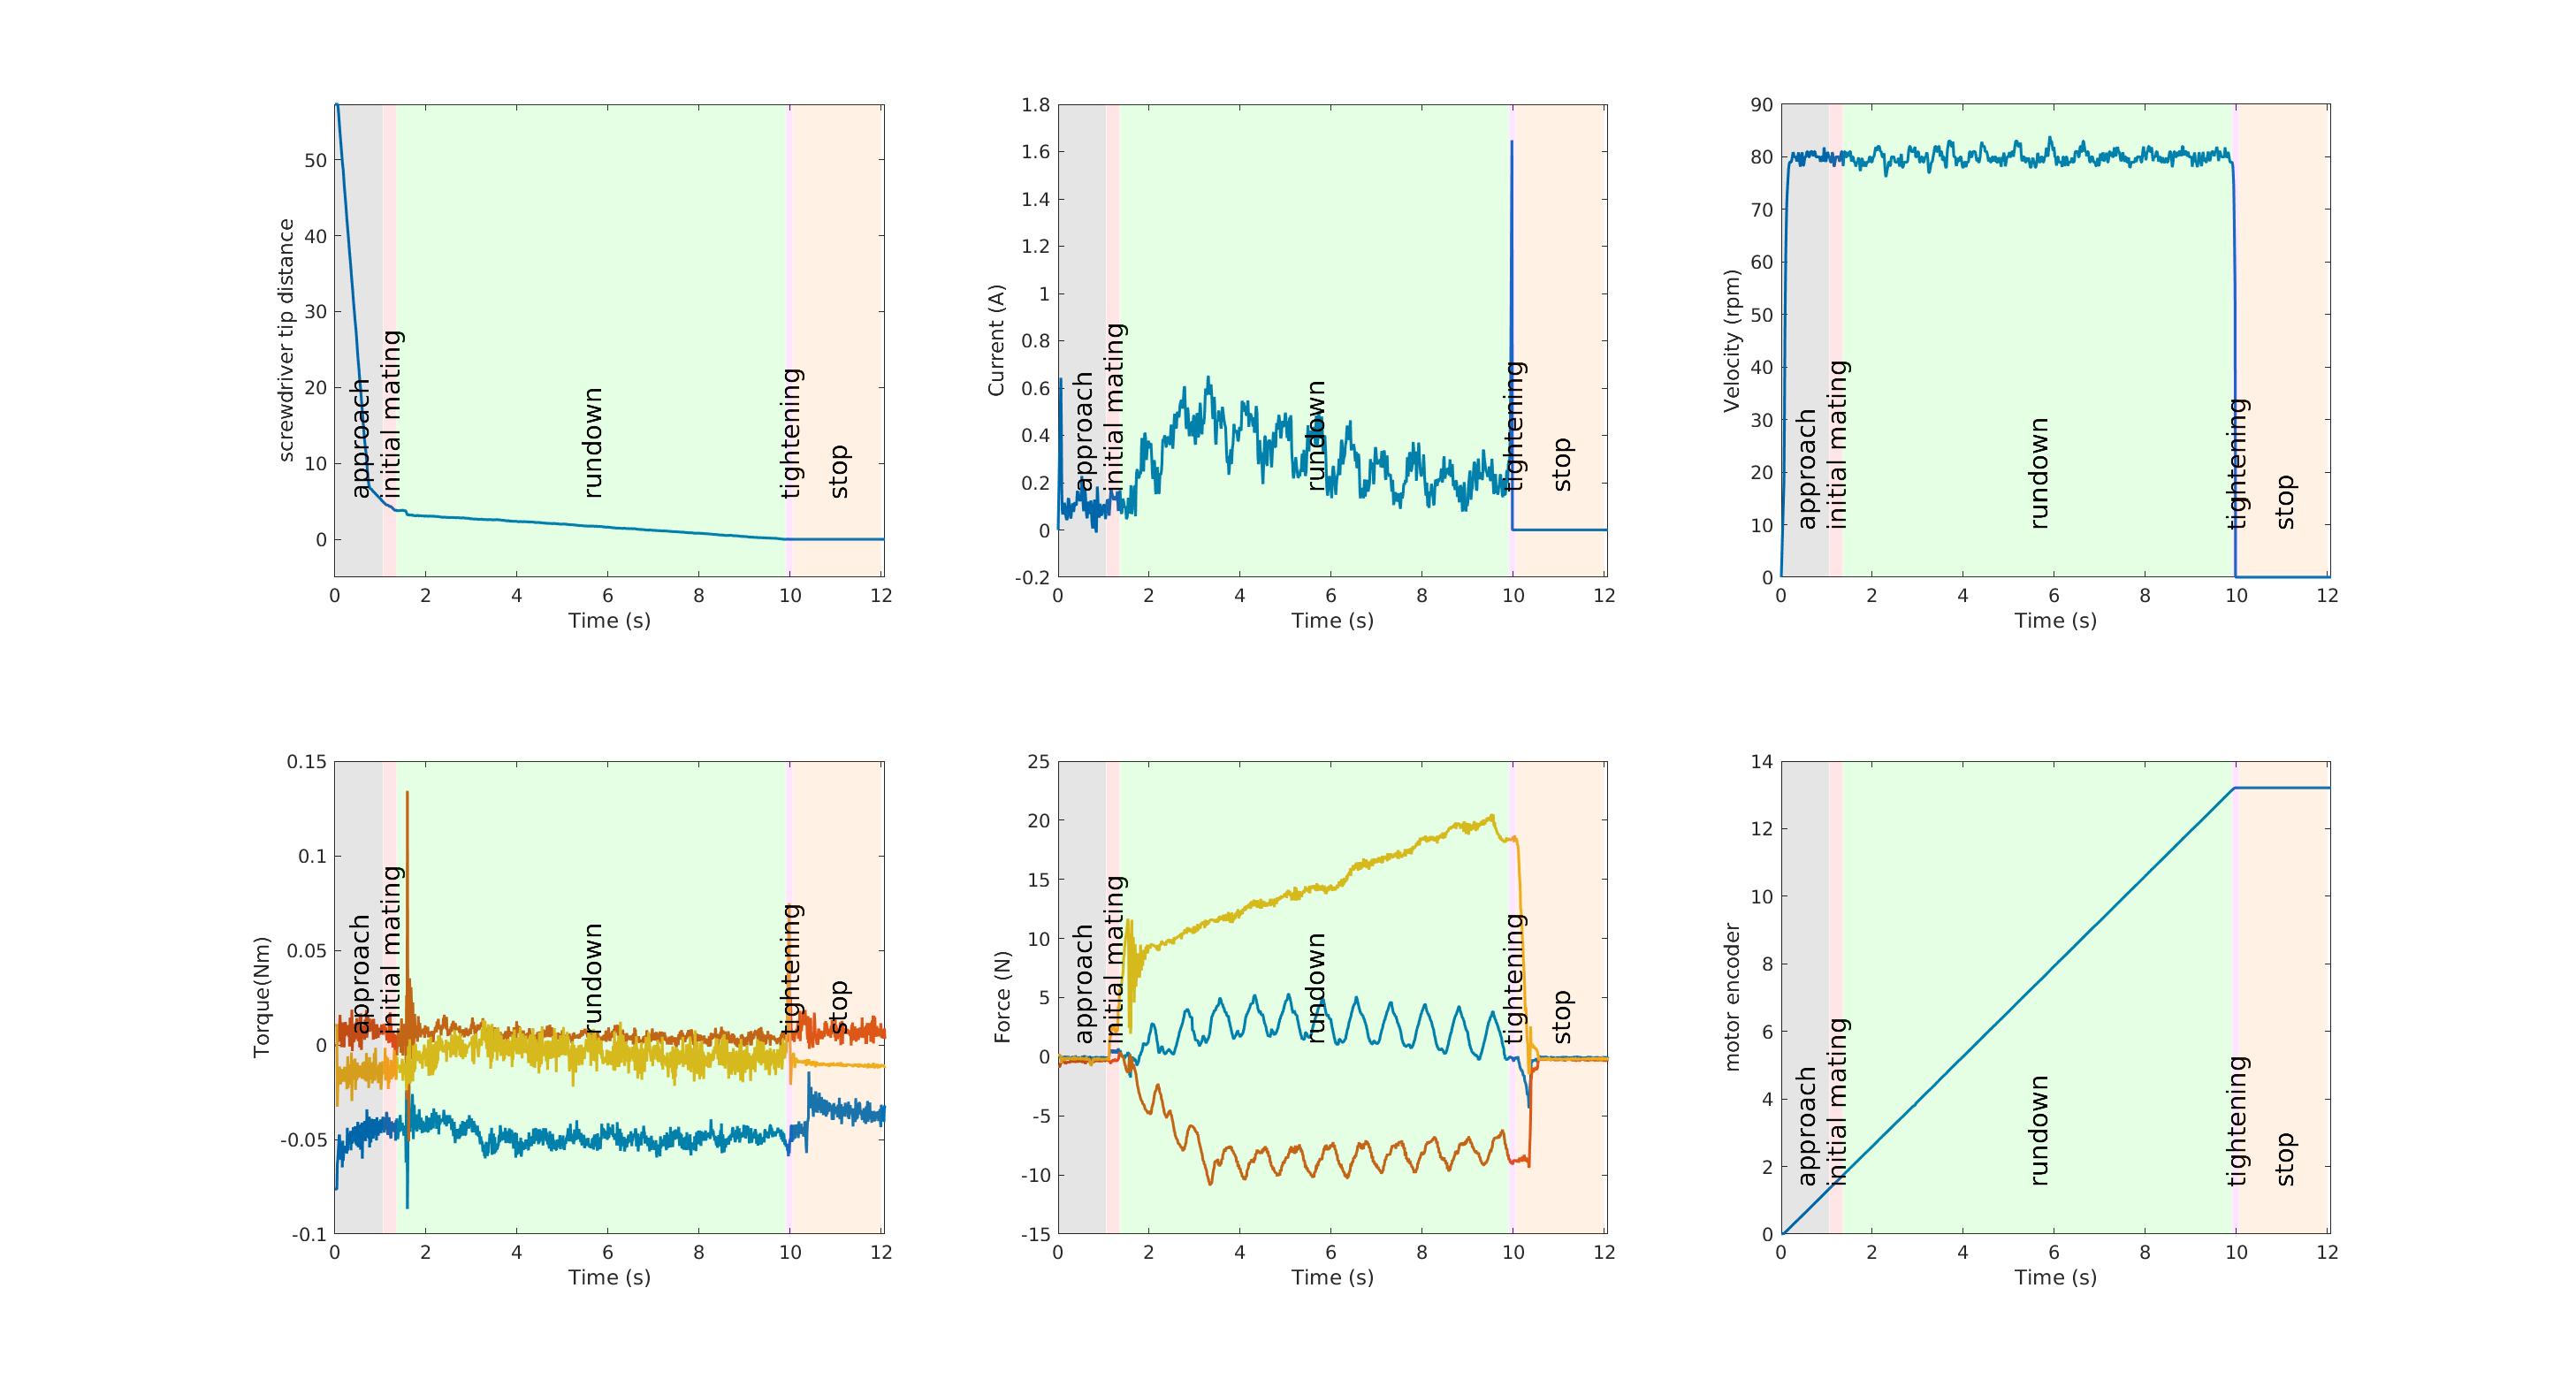 screwdriver tip distance
50
40
30
20
10
0
approach
initial mating
rundown
tightening
stop
0 2 4 6 8 10 12
Time (s)
Current (A)
1.8
1.6
1.4
1.2
1
0.8
0.6
0.4
0.2
0
-0.2
approach
initial mating
rundown
tightening
stop
0 2 4 6 8 10 12
Time (s)
Velocity (rpm)
90
80
70
60
50
40
30
20
10
0
approach
initial mating
rundown
tightening
stop
0 2 4 6 8 10 12
Time (s)
Torque(Nm)
0.15
0.1
0.05
0
-0.05
-0.1
approach
initial mating
rundown
tightening
stop
0 2 4 6 8 10 12
Time (s)
Force (N)
25
20
15
10
5
0
-5
-10
-15
approach
initial mating
rundown
tightening
stop
0 2 4 6 8 10 12
Time (s)
motor encoder
14
12
10
8
6
4
2
0
approach
initial mating
rundown
tightening
stop
0 2 4 6 8 10 12
Time (s)